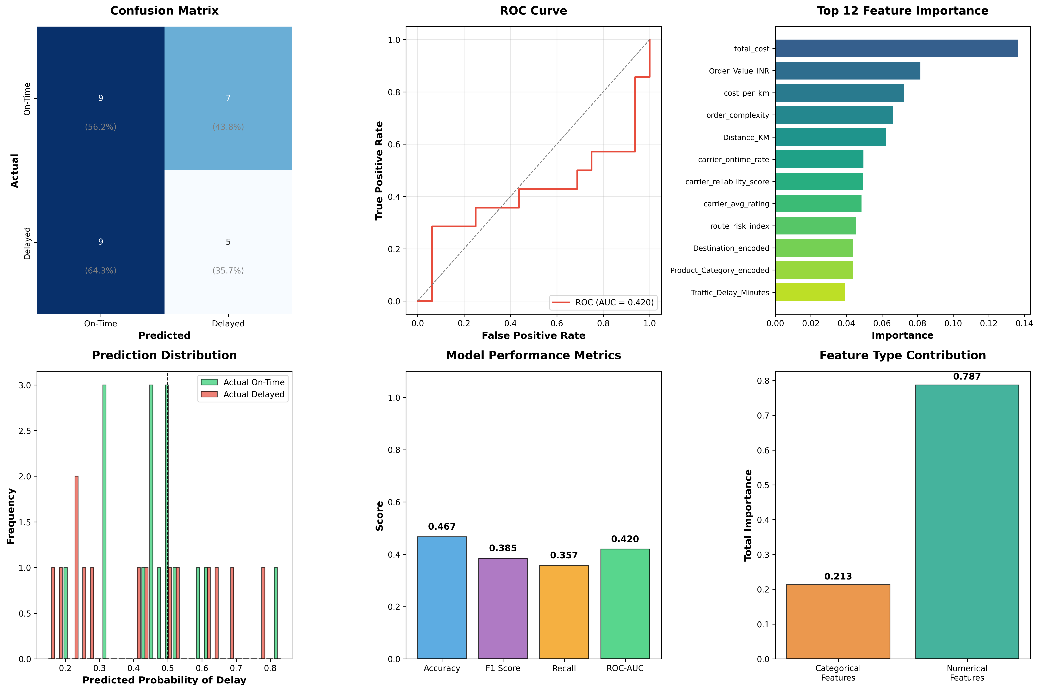 Confusion Matrix
On-Time
Delayed
Actual
9
(56.2%)
7
(43.8%)
9
(64.3%)
5
(35.7%)
On-Time
Delayed
Predicted
ROC Curve
True Positive Rate
1.0
0.8
0.6
0.4
0.2
0.0
ROC (AUC = 0.420)
0.0
0.2
0.4
0.6
0.8
1.0
False Positive Rate
Top 12 Feature Importance
total_cost
Order_Value_INR
cost_per_km
order_complexity
Distance_KM
carrier_ontime_rate
carrier_reliability_score
carrier_avg_rating
route_risk_index
Destination_encoded
Product_Category_encoded
Traffic_Delay_Minutes
0.00
0.02
0.04
0.06
0.08
0.10
0.12
0.14
Importance
Prediction Distribution
Frequency
3.0
2.5
2.0
1.5
1.0
0.5
0.0
Actual On-Time
Actual Delayed
0.2
0.3
0.4
0.5
0.6
0.7
0.8
Predicted Probability of Delay
Model Performance Metrics
Score
1.0
0.8
0.6
0.4
0.2
0.0
0.467
0.385
0.357
0.420
Accuracy
F1 Score
Recall
ROC-AUC
Feature Type Contribution
Total Importance
0.8
0.7
0.6
0.5
0.4
0.3
0.2
0.1
0.0
0.213
0.787
Categorical
Features
Numerical
Features